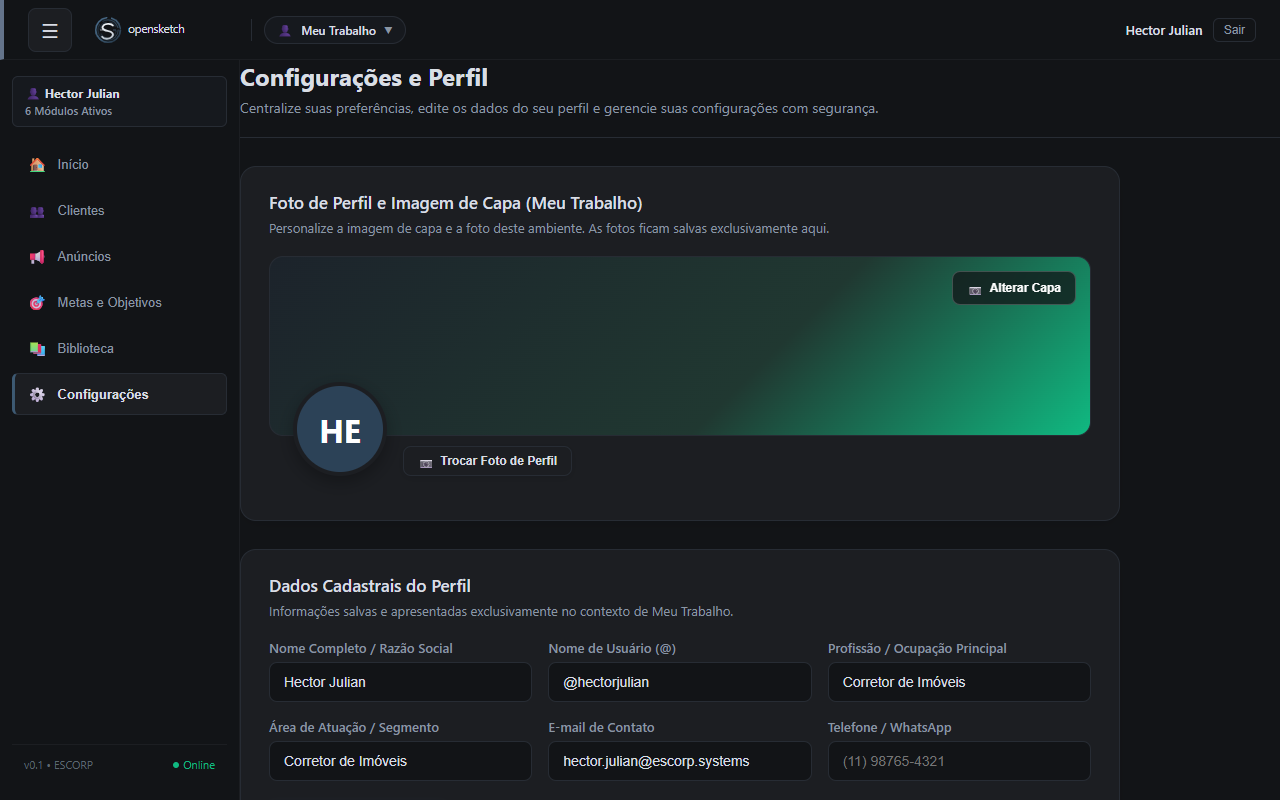 ☰
opensketch
Meu Trabalho ▼
Hector Julian
Sair
Hector Julian
6 Módulos Ativos
Início
Clientes
Anúncios
Metas e Objetivos
Biblioteca
Configurações
v0.1 • ESCORP
● Online
Configurações e Perfil
Centralize suas preferências, edite os dados do seu perfil e gerencie suas configurações com segurança.
Foto de Perfil e Imagem de Capa (Meu Trabalho)
Personalize a imagem de capa e a foto deste ambiente. As fotos ficam salvas exclusivamente aqui.
Alterar Capa
HE
Trocar Foto de Perfil
Dados Cadastrais do Perfil
Informações salvas e apresentadas exclusivamente no contexto de Meu Trabalho.
Nome Completo / Razão Social
Hector Julian
Nome de Usuário (@)
@hectorjulian
Profissão / Ocupação Principal
Corretor de Imóveis
Área de Atuação / Segmento
Corretor de Imóveis
E-mail de Contato
hector.julian@escorp.systems
Telefone / WhatsApp
(11) 98765-4321